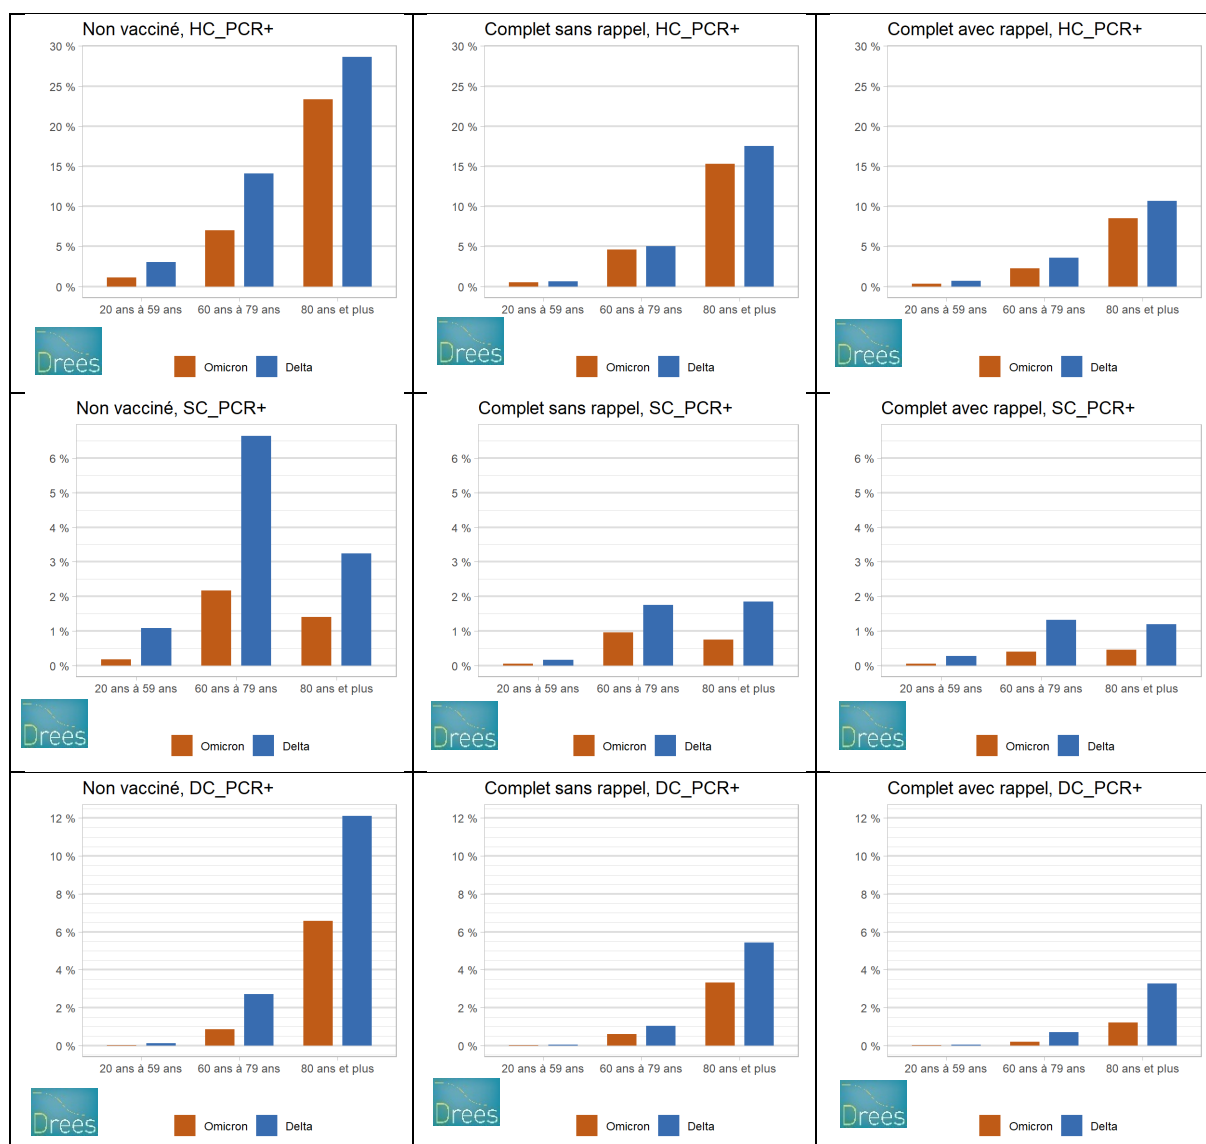 Non vacciné, HC_PCR+
30 %
25 %
20 %
15 %
10 %
5 %
0 %
20 ans à 59 ans 60 ans à 79 ans 80 ans et plus
Drees
Omicron Delta
Complet sans rappel, HC_PCR+
30 %
25 %
20 %
15 %
10 %
5 %
0 %
20 ans à 59 ans 60 ans à 79 ans 80 ans et plus
Drees
Omicron Delta
Complet avec rappel, HC_PCR+
30 %
25 %
20 %
15 %
10 %
5 %
0 %
20 ans à 59 ans 60 ans à 79 ans 80 ans et plus
Drees
Omicron Delta
Non vacciné, SC_PCR+
6 %
5 %
4 %
3 %
2 %
1 %
0 %
20 ans à 59 ans 60 ans à 79 ans 80 ans et plus
Drees
Omicron Delta
Complet sans rappel, SC_PCR+
6 %
5 %
4 %
3 %
2 %
1 %
0 %
20 ans à 59 ans 60 ans à 79 ans 80 ans et plus
Drees
Omicron Delta
Complet avec rappel, SC_PCR+
6 %
5 %
4 %
3 %
2 %
1 %
0 %
20 ans à 59 ans 60 ans à 79 ans 80 ans et plus
Drees
Omicron Delta
Non vacciné, DC_PCR+
12 %
10 %
8 %
6 %
4 %
2 %
0 %
20 ans à 59 ans 60 ans à 79 ans 80 ans et plus
Drees
Omicron Delta
Complet sans rappel, DC_PCR+
12 %
10 %
8 %
6 %
4 %
2 %
0 %
20 ans à 59 ans 60 ans à 79 ans 80 ans et plus
Drees
Omicron Delta
Complet avec rappel, DC_PCR+
12 %
10 %
8 %
6 %
4 %
2 %
0 %
20 ans à 59 ans 60 ans à 79 ans 80 ans et plus
Drees
Omicron Delta